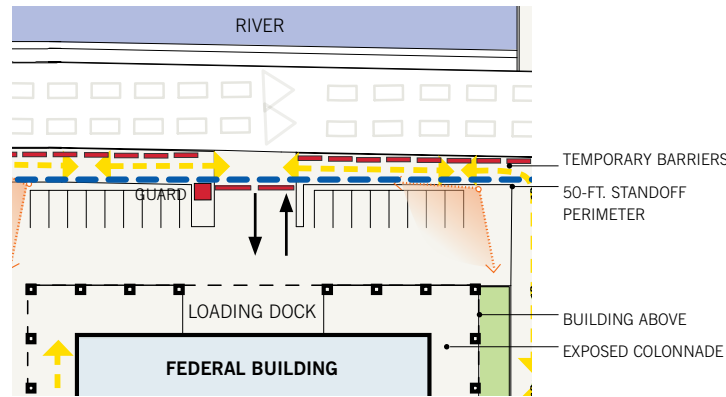 RIVER
TEMPORARY BARRIERS
50-FT. STANDOFF
PERIMETER
GUARD
LOADING DOCK
BUILDING ABOVE
EXPOSED COLONNADE
FEDERAL BUILDING